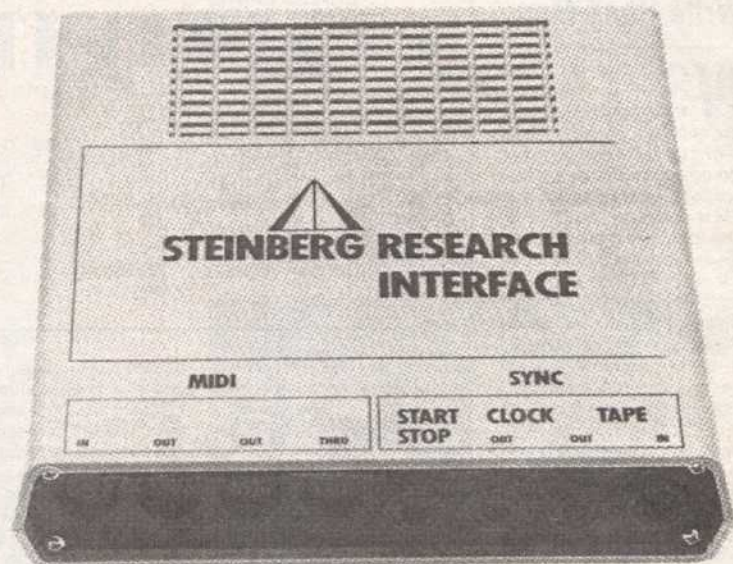 STEINBERG RESEARCH
INTERFACE
MIDI
SYNC
IN OUT OUT THRU
START STOP
CLOCK
TAPE
OUT OUT IN